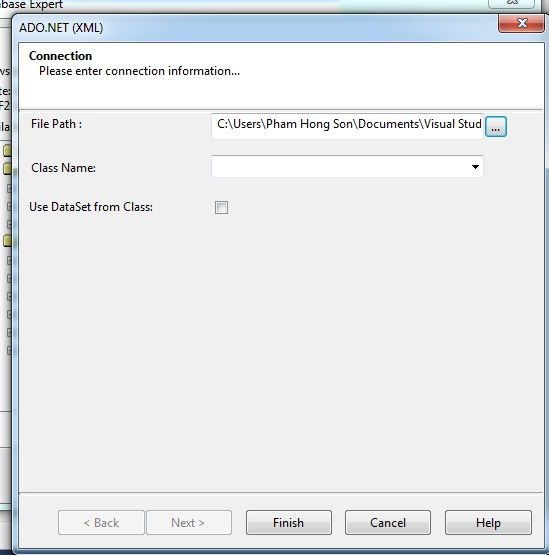 base Expert
ADO.NET (XML)
Connection
Please enter connection information...
File Path :
C:\Users\Pham Hong Son\Documents\Visual Stud
...
Class Name:
Use DataSet from Class:
< Back
Next >
Finish
Cancel
Help